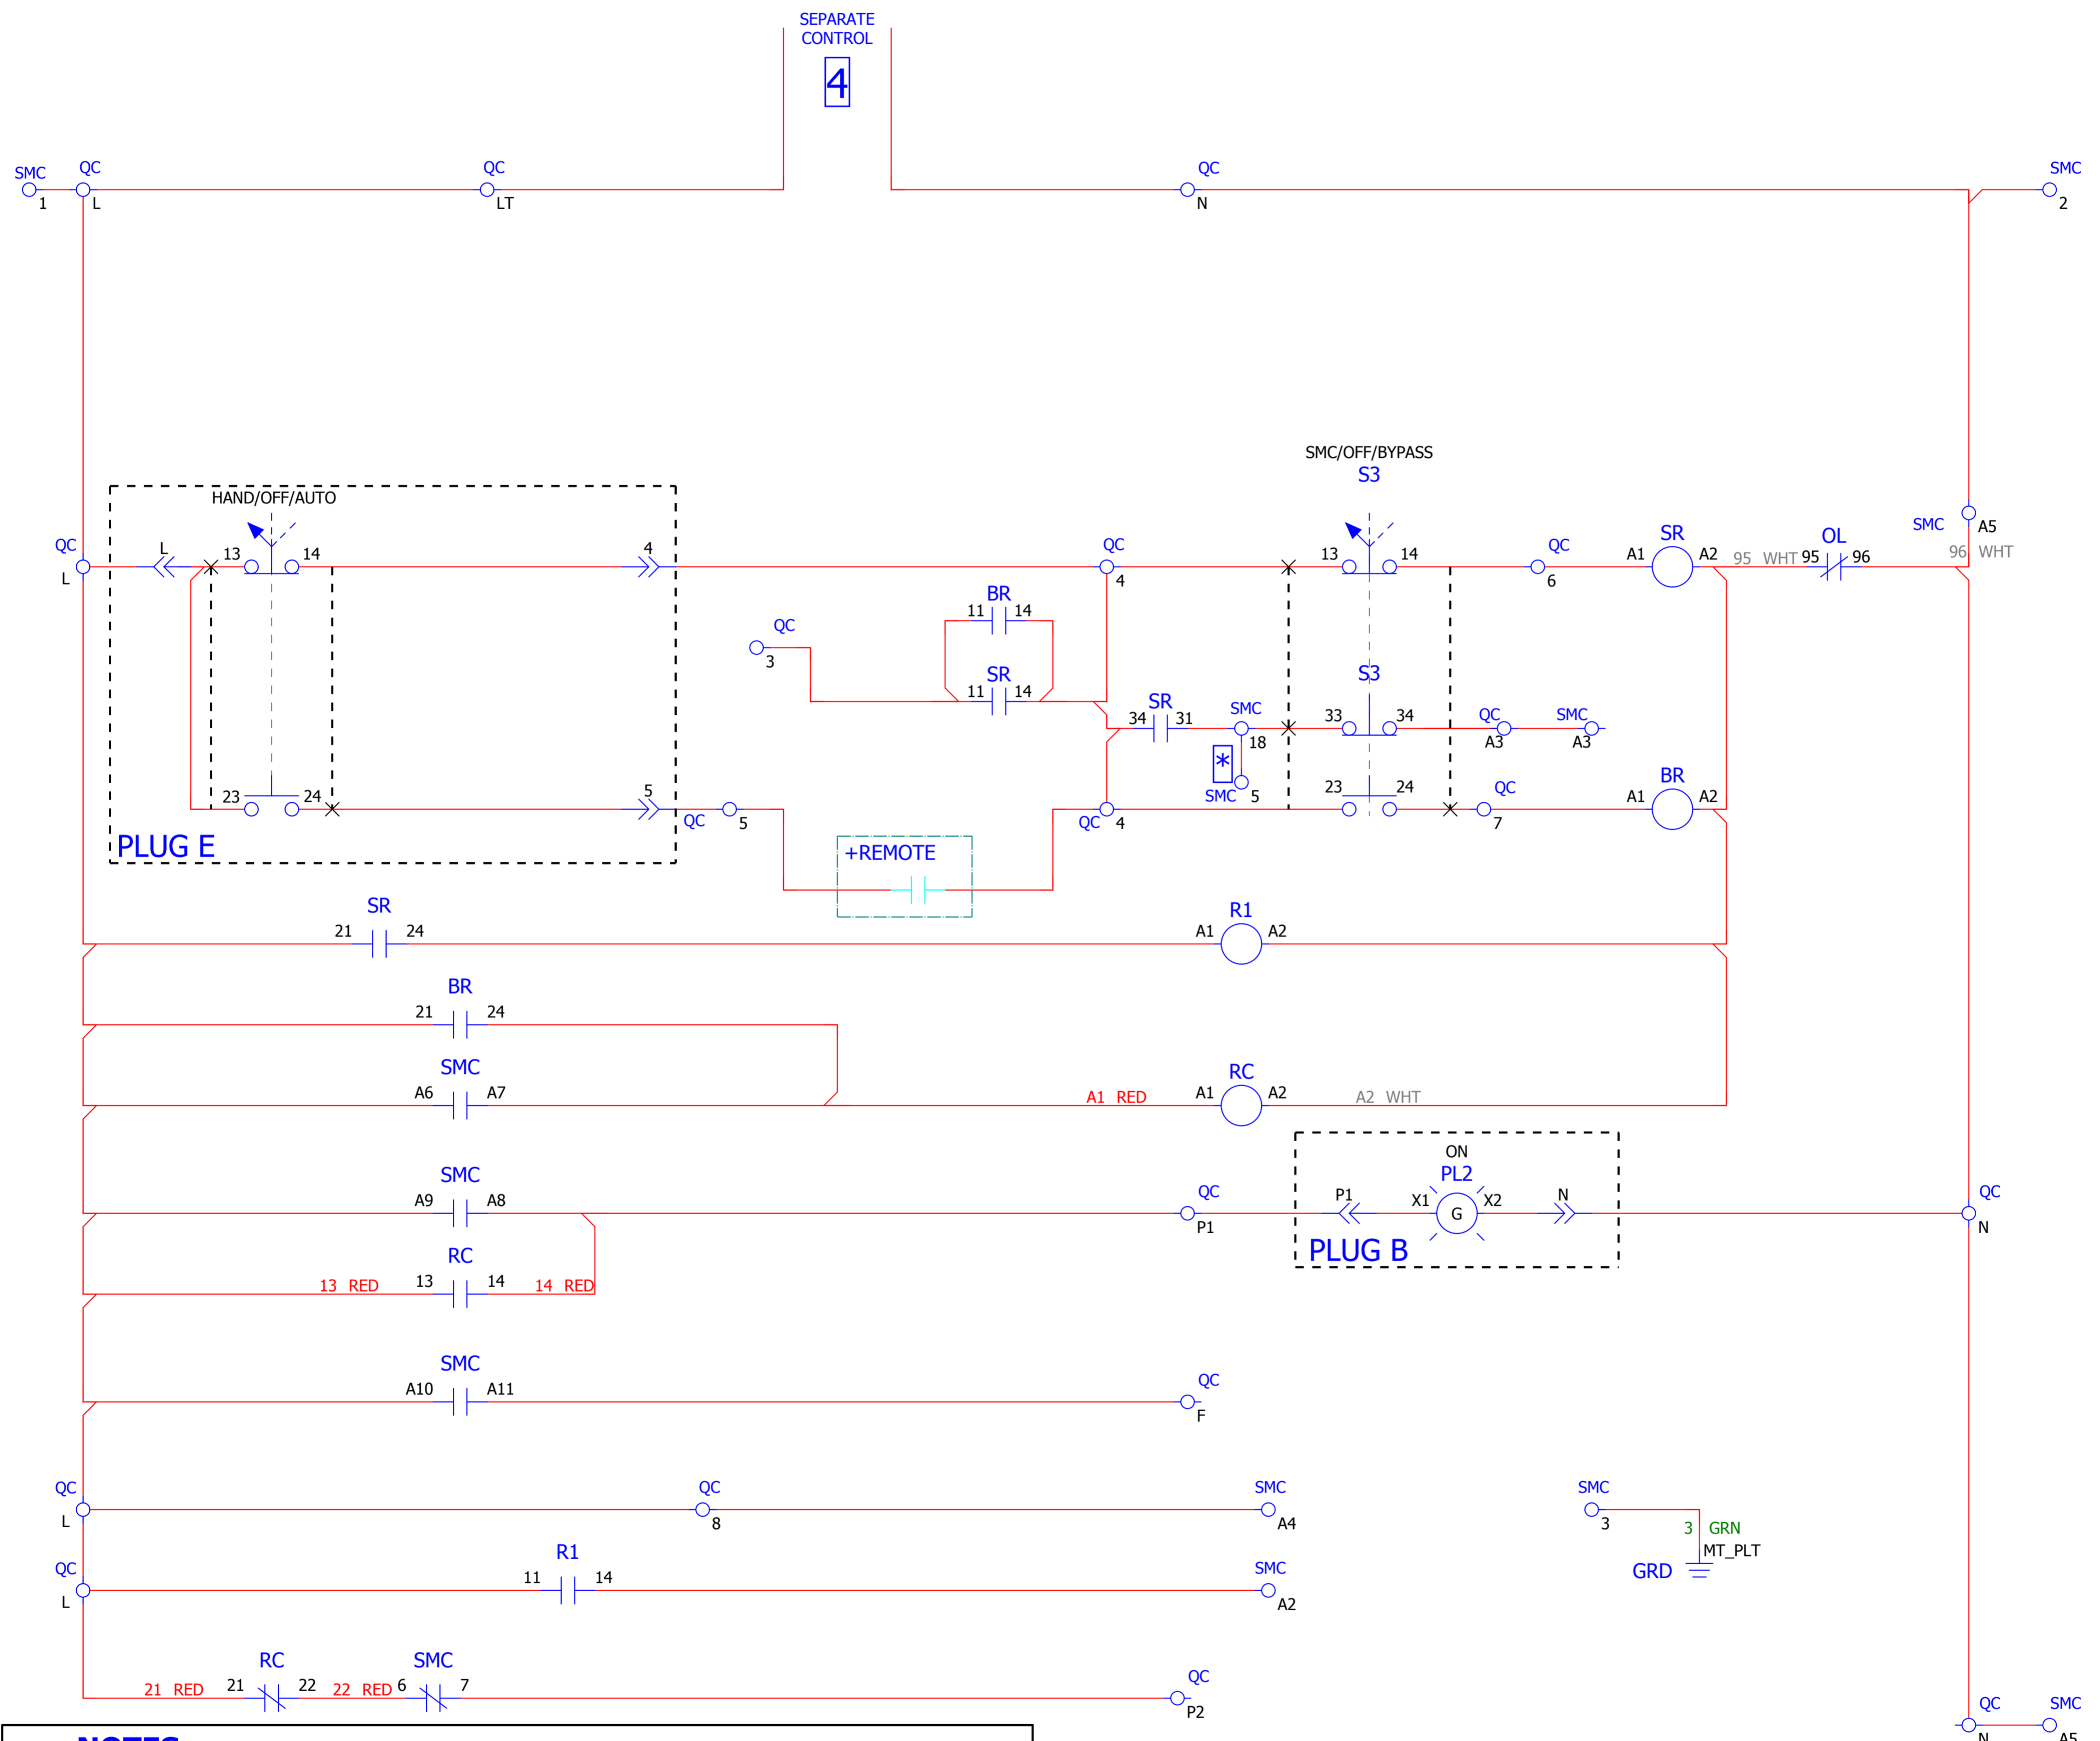 SEPARATE
CONTROL
4
SMC
QC
QC
QC
SMC
1
L
LT
N
2
SMC/OFF/BYPASS
S3
HAND/OFF/AUTO
QC
L
13
14
4
QC
13
14
QC
SR
OL
SMC
A5
L
4
6
A1
A2
95 WHT
95
96
96 WHT
BR
11
14
QC
3
SR
11
14
S3
SR
34
31
SMC
18
33
34
QC
A3
SMC
A3
*
SMC
5
23
24
5
QC
5
QC
4
23
24
QC
7
BR
A1
A2
PLUG E
+REMOTE
SR
21
24
R1
A1
A2
BR
21
24
SMC
A6
A7
A1 RED
RC
A1
A2
A2 WHT
ON
PL2
SMC
A9
A8
QC
P1
P1
X1
G
X2
N
QC
N
PLUG B
RC
13 RED
13
14
14 RED
SMC
A10
A11
QC
F
QC
L
QC
8
SMC
A4
SMC
3
3 GRN
MT_PLT
GRD
QC
L
R1
11
14
SMC
A2
RC
SMC
21 RED
21
22
22 RED
6
7
QC
P2
QC
N
SMC
A5
NOTES